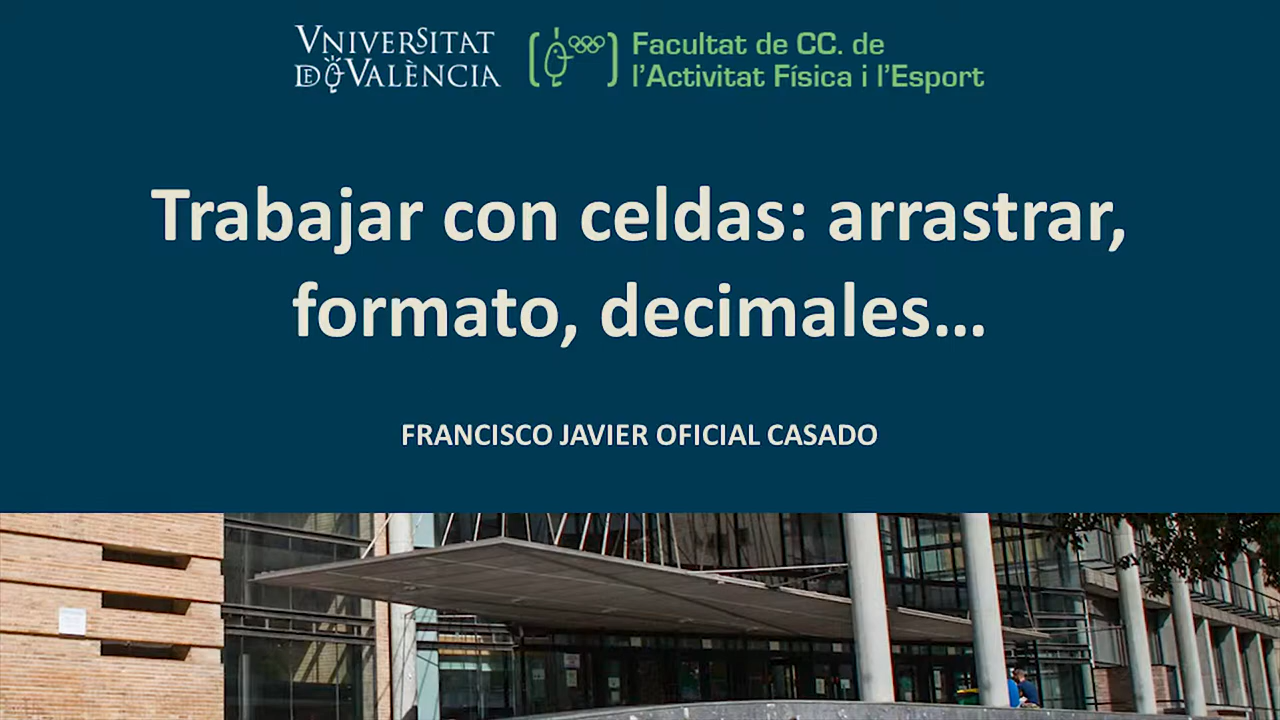 VNIVERSITAT
DE VALÈNCIA
Facultat de CC. de
l'Activitat Física i l'Esport
Trabajar con celdas: arrastrar,
formato, decimales...
FRANCISCO JAVIER OFICIAL CASADO